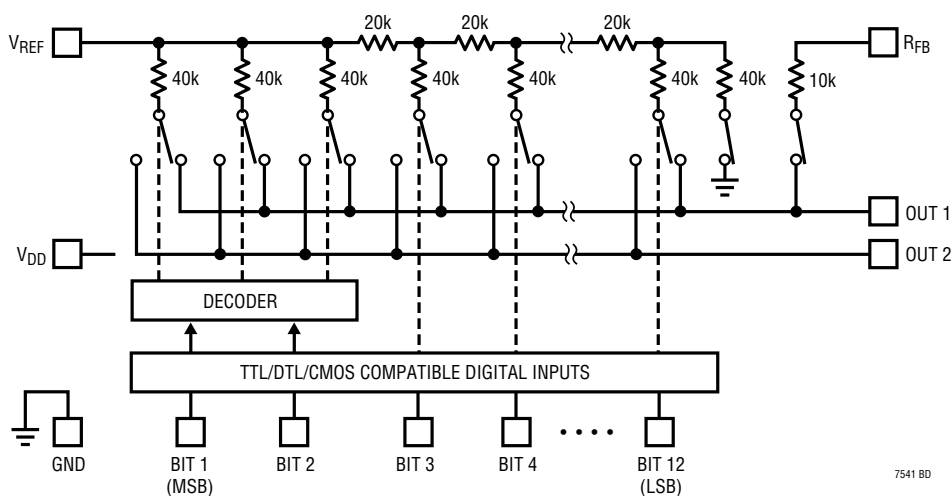 20k 20k 20k
VREF RFB
40k 40k 40k 40k 40k 40k 40k 10k
OUT 1
VDD OUT 2
DECODER
TTL/DTL/CMOS COMPATIBLE DIGITAL INPUTS
GND BIT 1 BIT 2 BIT 3 BIT 4 BIT 12
(MSB) (LSB)
7541 BD